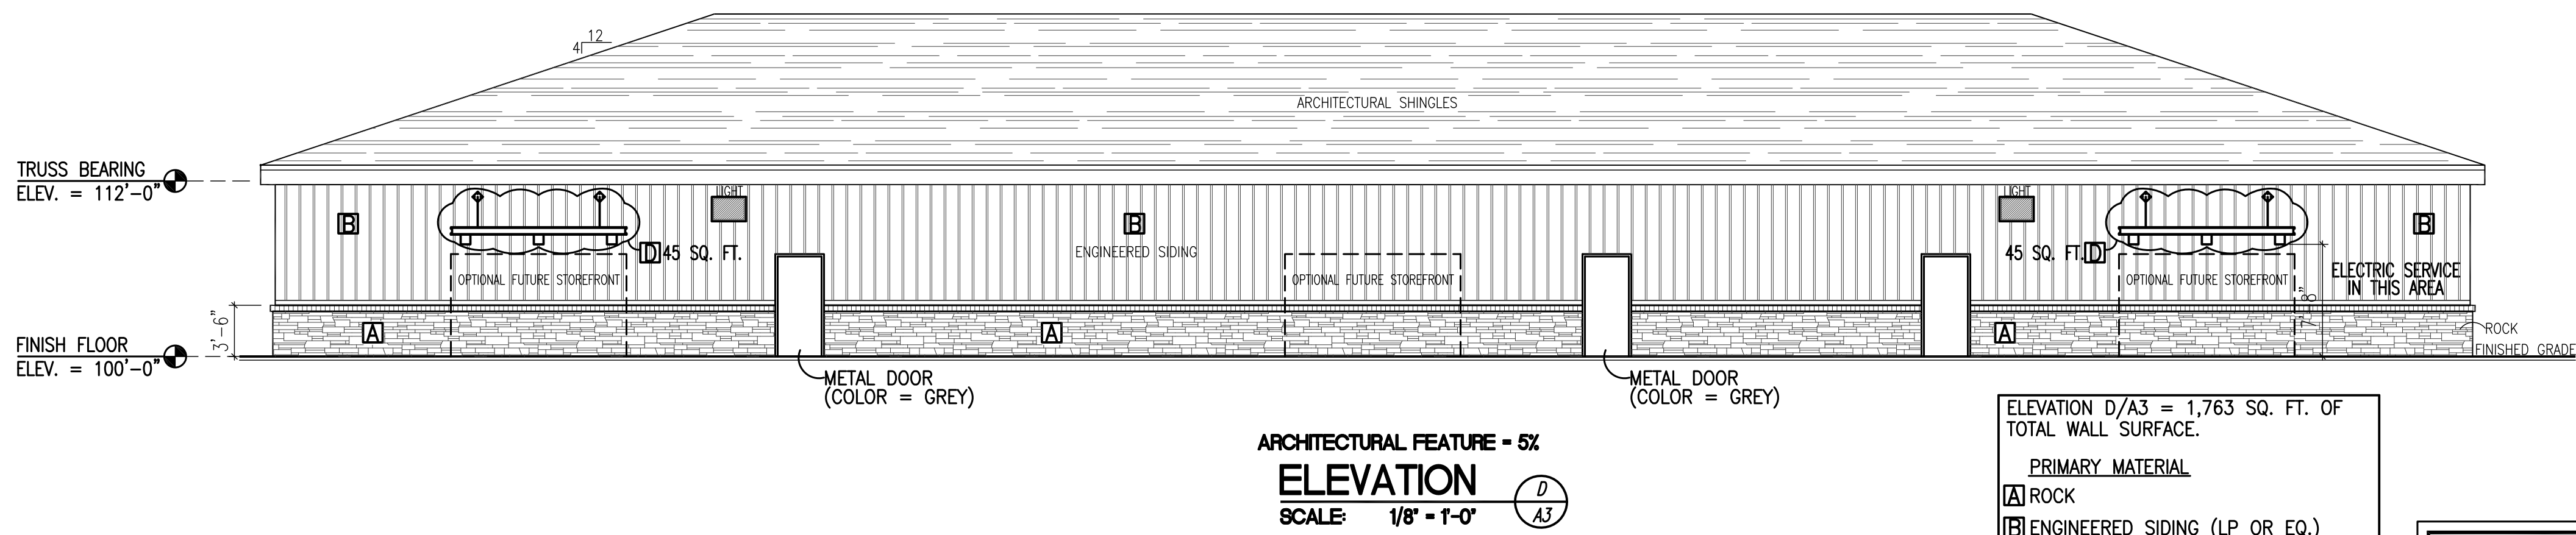 12
4
ARCHITECTURAL SHINGLES
TRUSS BEARING
ELEV. = 112'-0"
LIGHT
LIGHT
B
B
B
D 45 SQ. FT.
ENGINEERED SIDING
45 SQ. FT. D
OPTIONAL FUTURE STOREFRONT
OPTIONAL FUTURE STOREFRONT
OPTIONAL FUTURE STOREFRONT
ELECTRIC SERVICE
IN THIS AREA
7'-8"
3'-6"
A
A
A
ROCK
FINISH FLOOR
ELEV. = 100'-0"
FINISHED GRADE
METAL DOOR
(COLOR = GREY)
METAL DOOR
(COLOR = GREY)
ARCHITECTURAL FEATURE = 5%
ELEVATION
SCALE: 1/8" = 1'-0"
D
A3
ELEVATION D/A3 = 1,763 SQ. FT. OF
TOTAL WALL SURFACE.
PRIMARY MATERIAL
A ROCK
B ENGINEERED SIDING (LP OR EQ.)